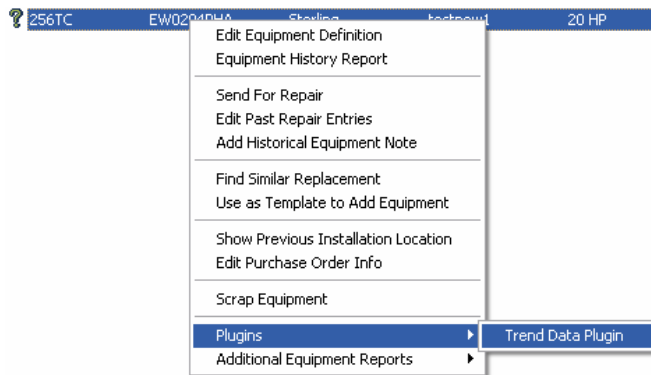 256TC EW0294PHA Sterling testnew1 20 HP
Edit Equipment Definition
Equipment History Report
Send For Repair
Edit Past Repair Entries
Add Historical Equipment Note
Find Similar Replacement
Use as Template to Add Equipment
Show Previous Installation Location
Edit Purchase Order Info
Scrap Equipment
Plugins Trend Data Plugin
Additional Equipment Reports